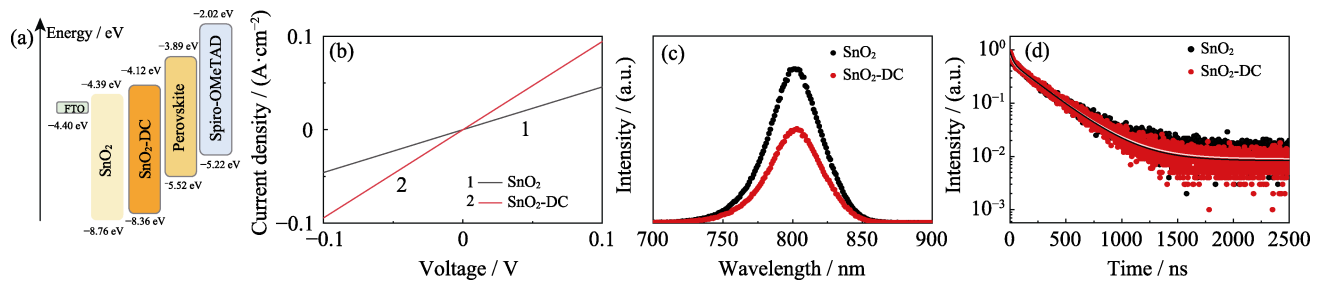 (a)
Energy / eV
−2.02 eV
−3.89 eV
−4.12 eV
−4.39 eV
FTO
−4.40 eV
SnO₂
SnO₂-DC
Perovskite
Spiro-OMeTAD
−5.22 eV
−5.52 eV
−8.36 eV
−8.76 eV
(b)
Current density / (A·cm⁻²)
0.1
0
−0.1
1
2
1 SnO₂
2 SnO₂-DC
−0.1 0 0.1
Voltage / V
(c)
Intensity / (a.u.)
SnO₂
SnO₂-DC
700 750 800 850 900
Wavelength / nm
(d)
Intensity / (a.u.)
10⁰
10⁻¹
10⁻²
10⁻³
SnO₂
SnO₂-DC
0 500 1000 1500 2000 2500
Time / ns